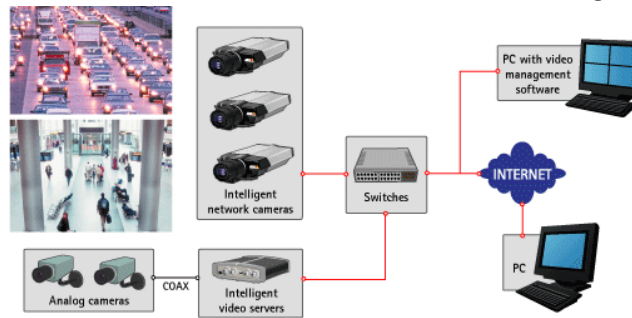 PC with video
management
software
Intelligent
network cameras
Switches
INTERNET
PC
Analog cameras
COAX
Intelligent
video servers